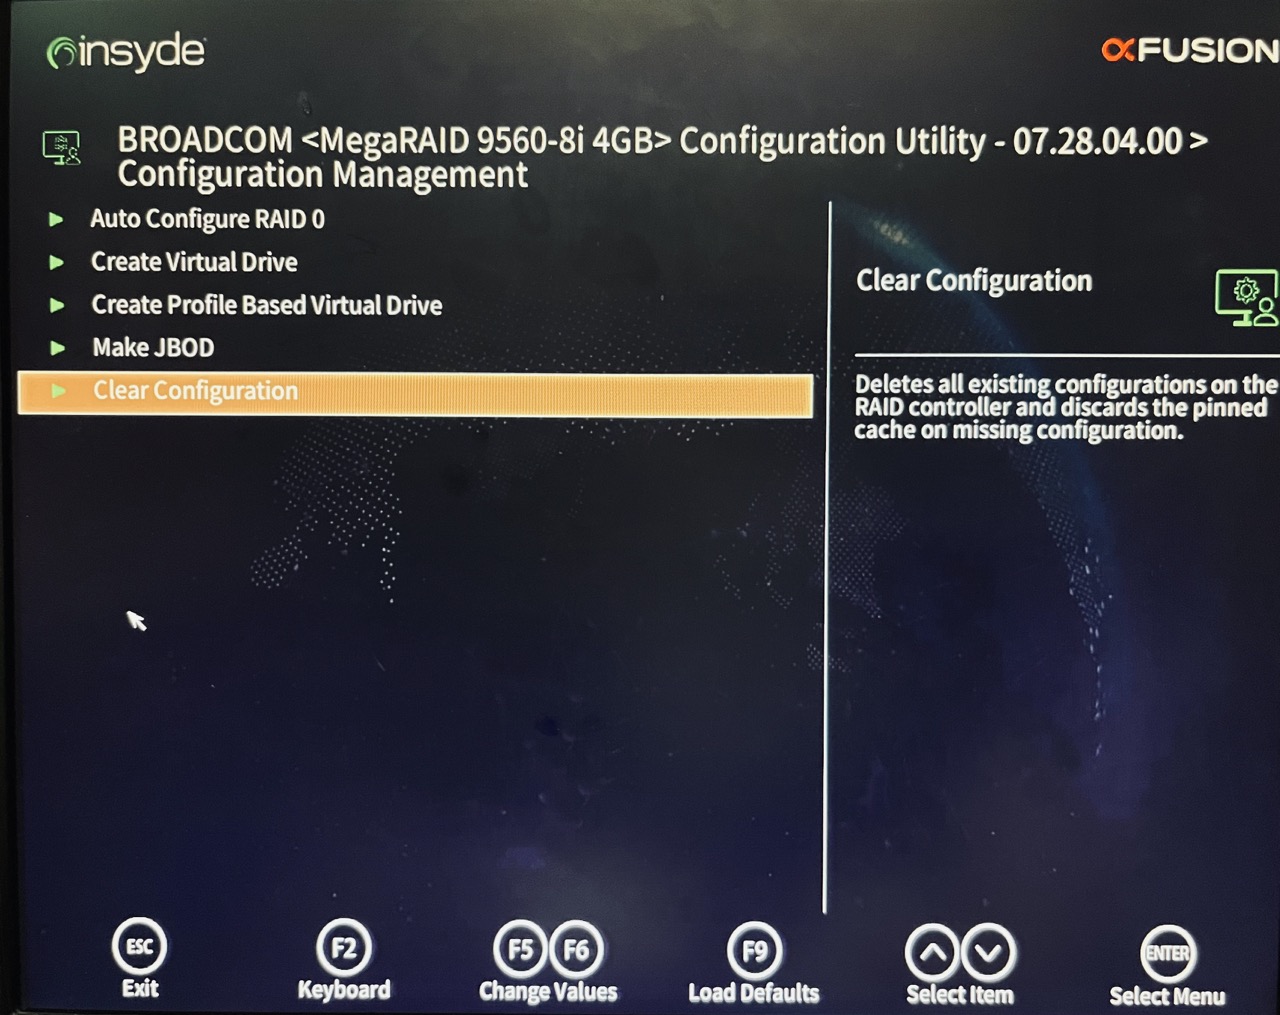 insyde
FUSION
BROADCOM <MegaRAID 9560-8i 4GB> Configuration Utility - 07.28.04.00 >
Configuration Management
Auto Configure RAID 0
Create Virtual Drive
Create Profile Based Virtual Drive
Make JBOD
Clear Configuration
Clear Configuration
Deletes all existing configurations on the
RAID controller and discards the pinned
cache on missing configuration.
ESC
Exit
F2
Keyboard
F5 F6
Change Values
F9
Load Defaults
Select Item
ENTER
Select Menu